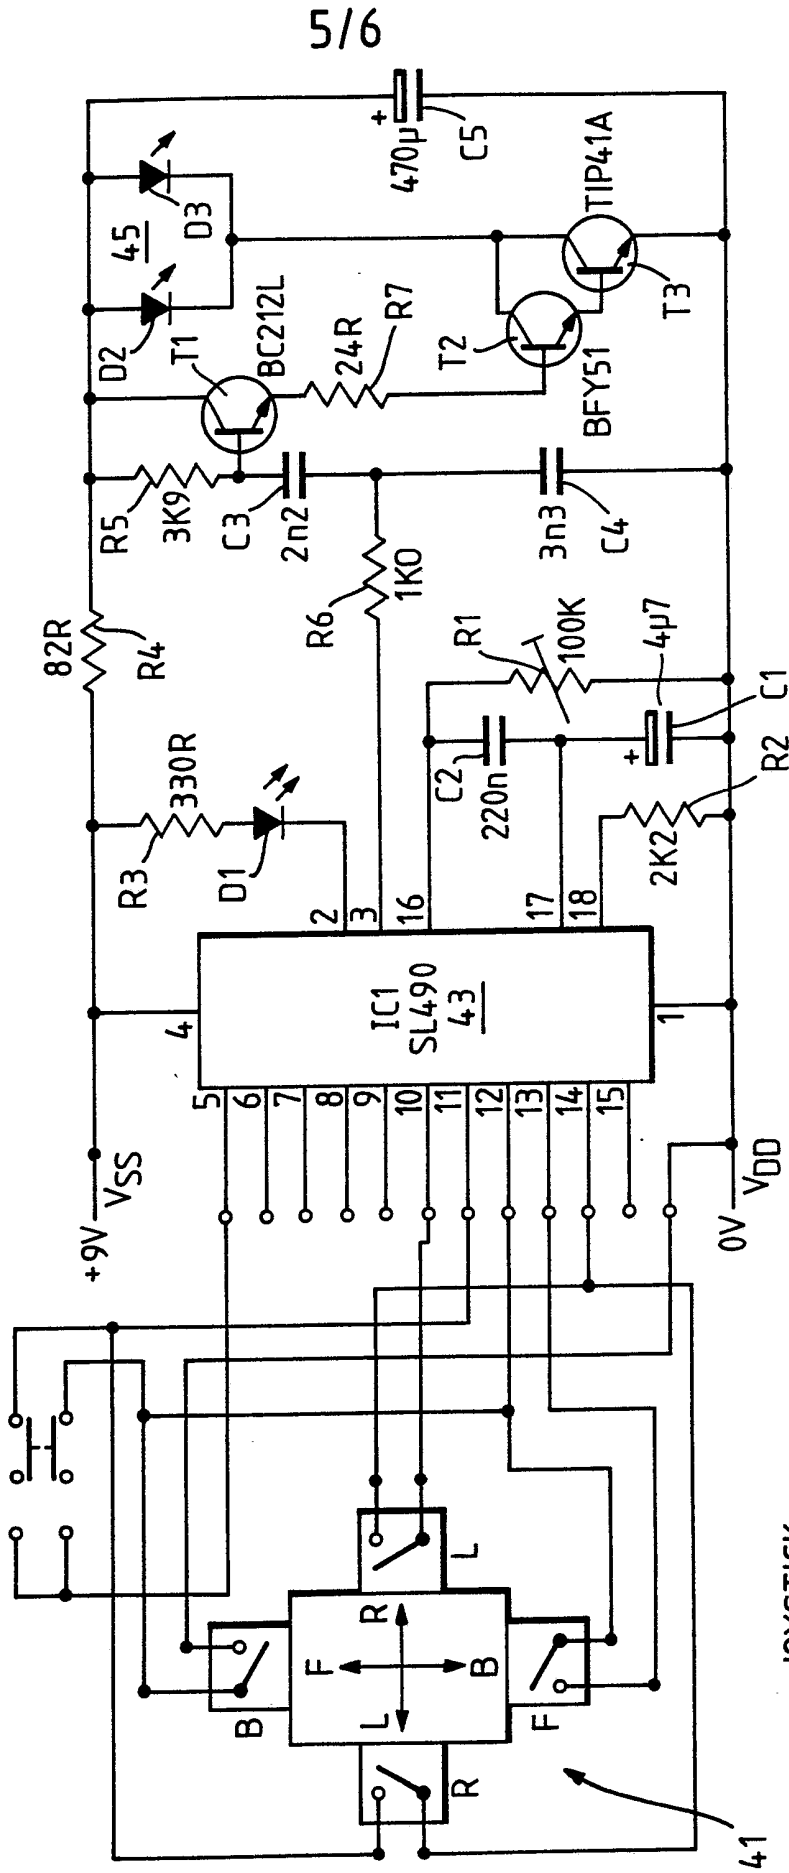 5/6
+
470µ
C5
TIP41A
T3
45
D3
D2
T1
BC212L
24R
R7
T2
BFY51
R5
3K9
C3
2n2
3n3
C4
R6
1K0
82R
R4
R1
100K
4µ7
C1
C2
220n
+
R2
2K2
330R
R3
D1
2
3
16
17
18
IC1
SL490
43
4
1
5
6
7
8
9
10
11
12
13
14
15
+9V
VSS
0V
VDD
L
R
F
B
L
B
F
R
41